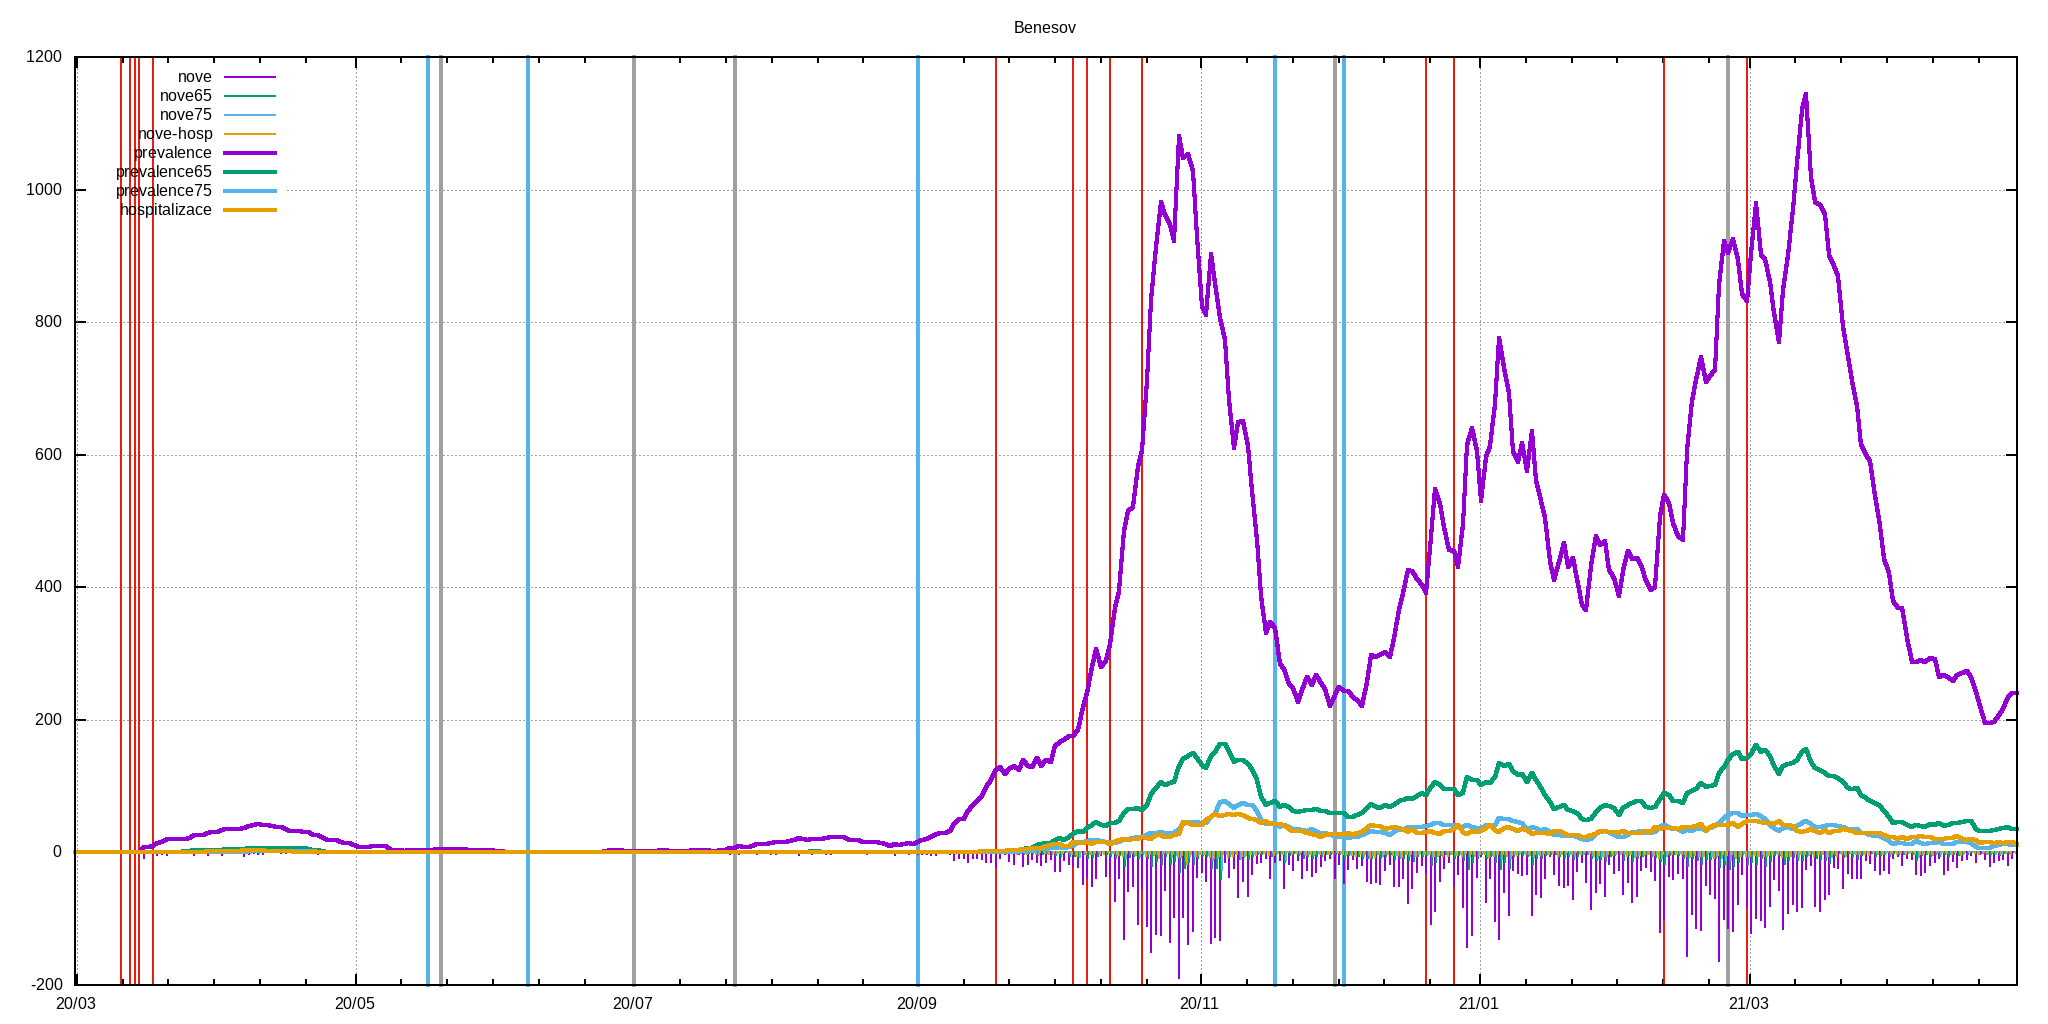 Benesov
1200
1000
800
600
400
200
0
-200
nove
nove65
nove75
nove-hosp
prevalence
prevalence65
prevalence75
hospitalizace
20/03
20/05
20/07
20/09
20/11
21/01
21/03